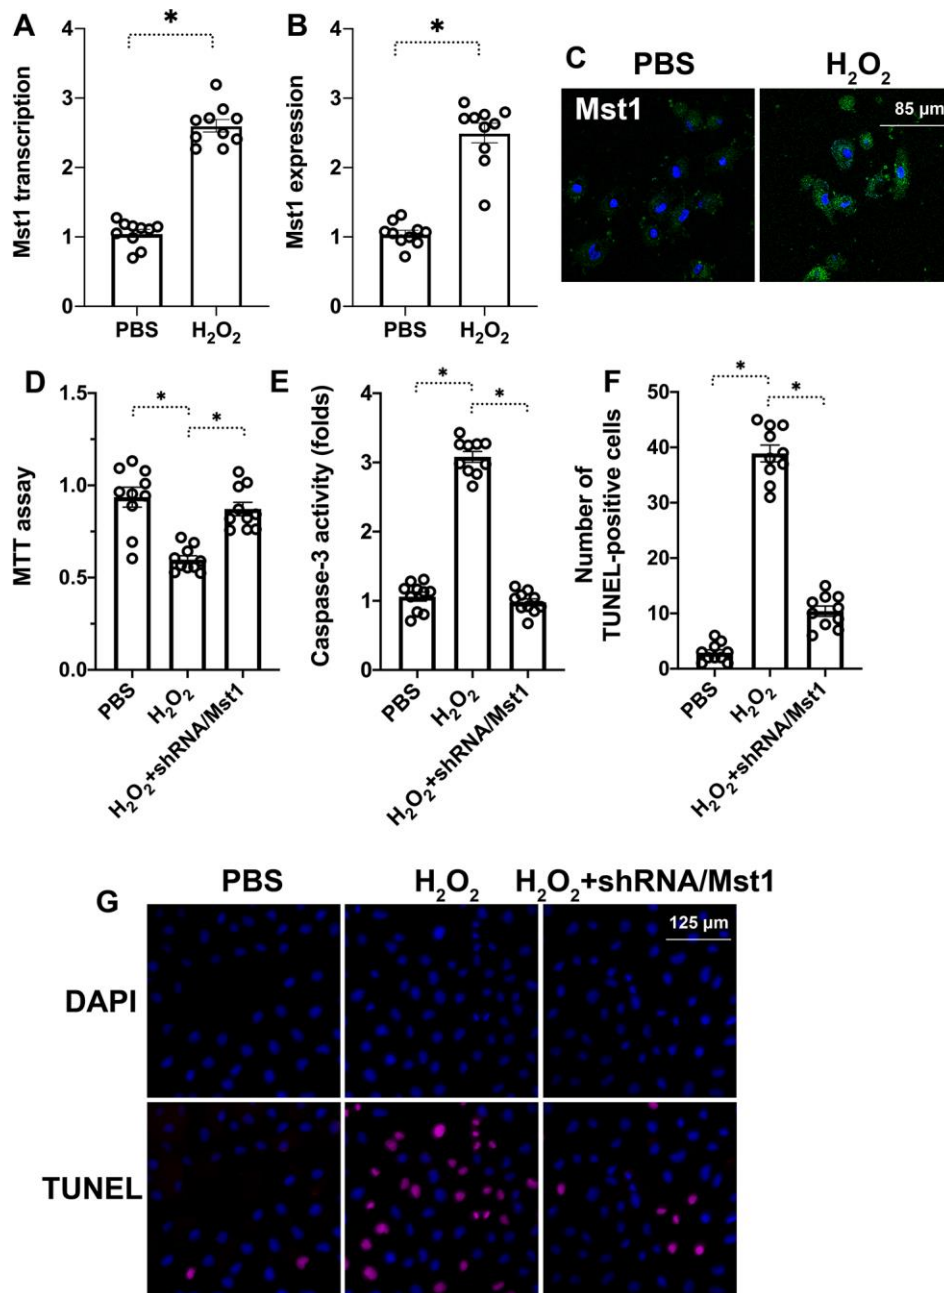 A
Mst1 transcription
4
3
2
1
0
*
PBS
H₂O₂
B
Mst1 expression
4
3
2
1
0
*
PBS
H₂O₂
C
PBS
H₂O₂
Mst1
85 µm
D
MTT assay
1.5
1.0
0.5
0.0
*
*
PBS
H₂O₂
H₂O₂+shRNA/Mst1
E
Caspase-3 activity (folds)
4
3
2
1
0
*
*
PBS
H₂O₂
H₂O₂+shRNA/Mst1
F
Number of
TUNEL-positive cells
50
40
30
20
10
0
*
*
PBS
H₂O₂
H₂O₂+shRNA/Mst1
G
PBS
H₂O₂
H₂O₂+shRNA/Mst1
125 µm
DAPI
TUNEL